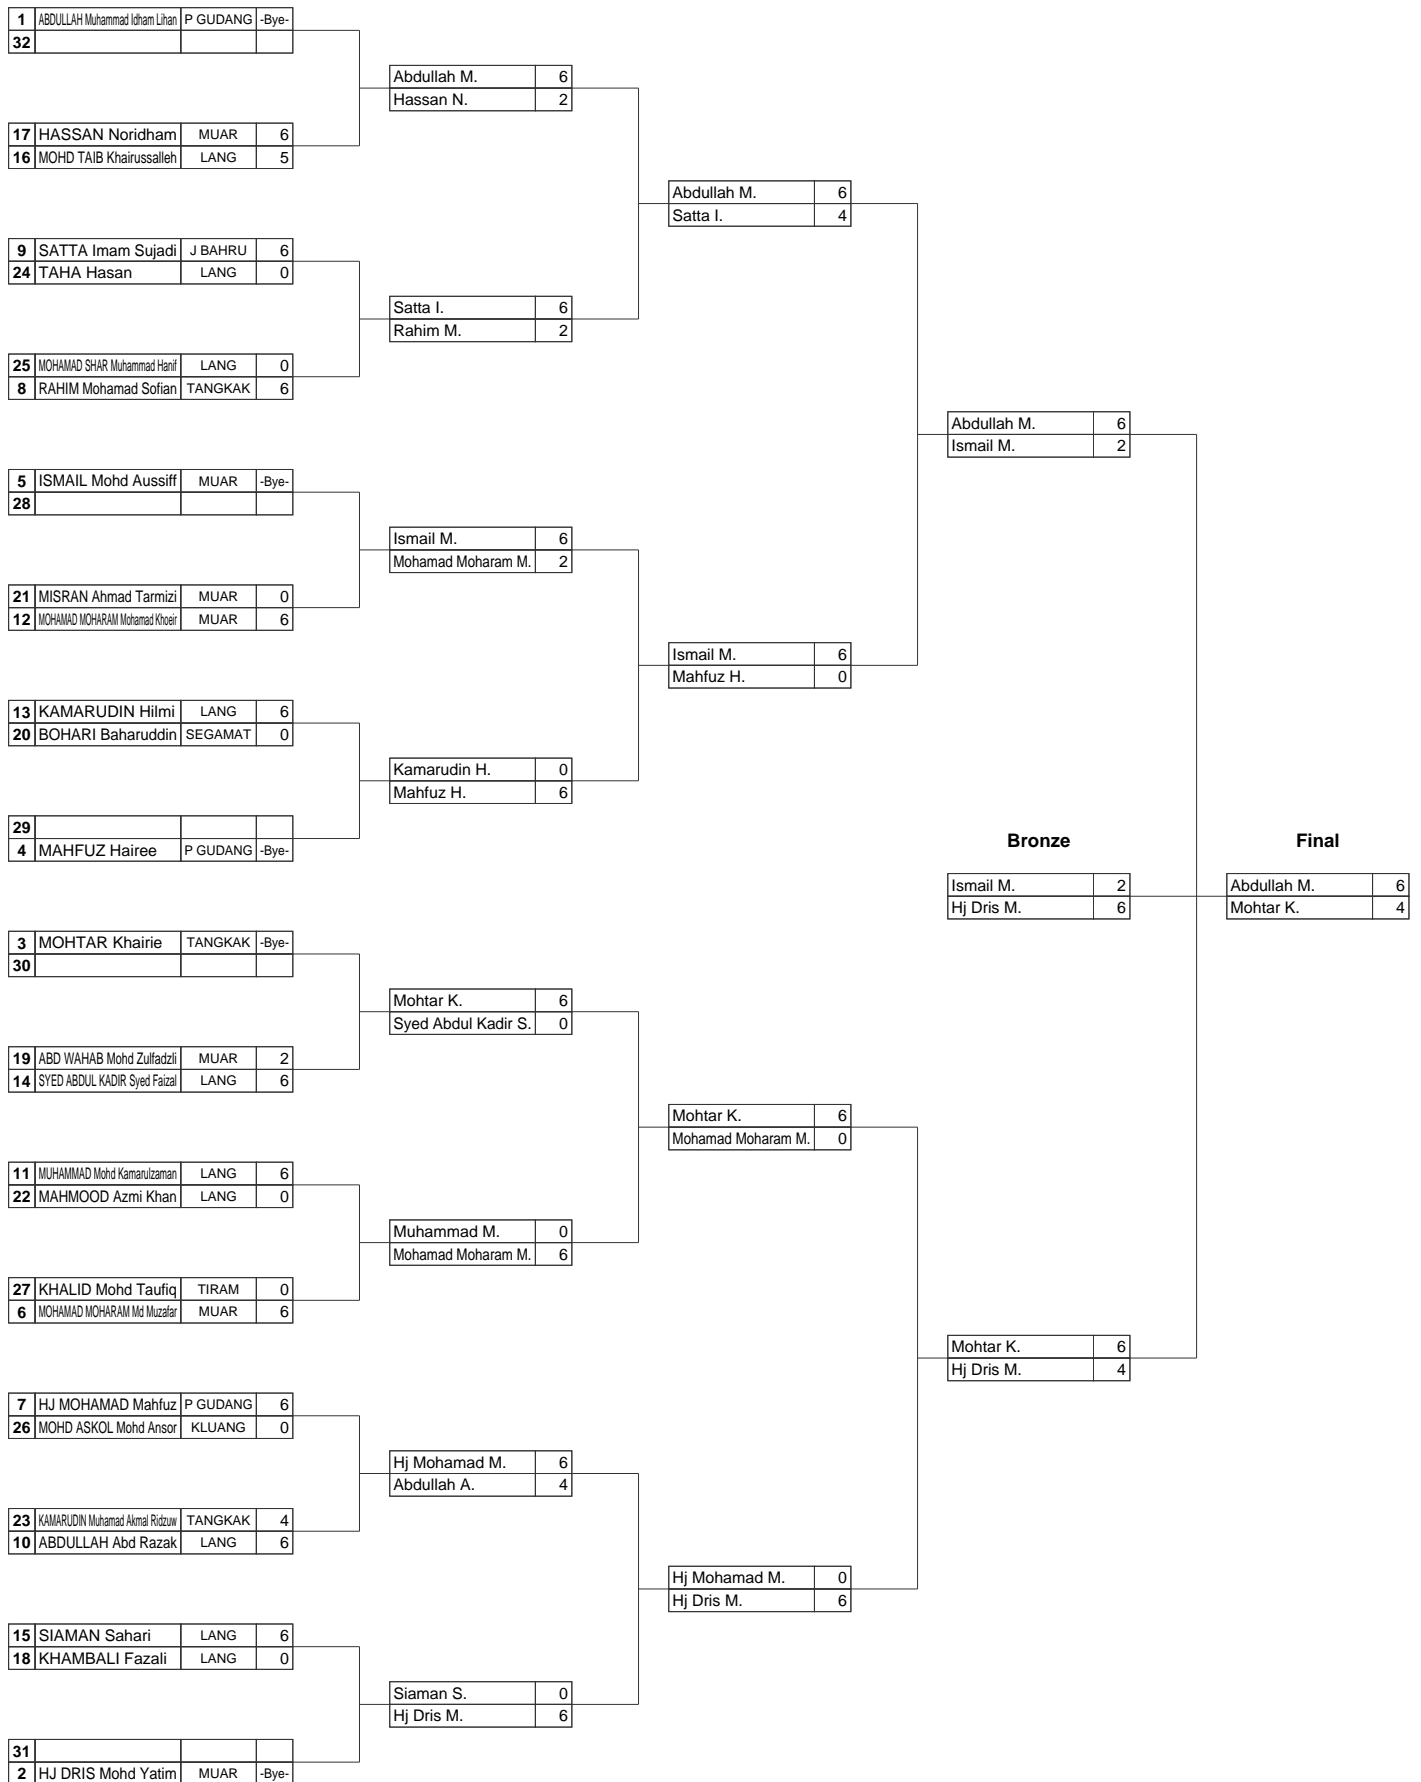 1 ABDULLAH Muhammad Idham Lihan P GUDANG -Bye-
32
Abdullah M. 6
Hassan N. 2
17 HASSAN Noridham MUAR 6
16 MOHD TAIB Khairussalleh LANG 5
Abdullah M. 6
Satta I. 4
9 SATTA Imam Sujadi J BAHRU 6
24 TAHA Hasan LANG 0
Satta I. 6
Rahim M. 2
25 MOHAMAD SHAR Muhammad Hanif LANG 0
8 RAHIM Mohamad Sofian TANGKAK 6
Abdullah M. 6
Ismail M. 2
5 ISMAIL Mohd Aussiff MUAR -Bye-
28
Ismail M. 6
Mohamad Moharam M. 2
21 MISRAN Ahmad Tarmizi MUAR 0
12 MOHAMAD MOHARAM Mohamad Khoeir MUAR 6
Ismail M. 6
Mahfuz H. 0
13 KAMARUDIN Hilmi LANG 6
20 BOHARI Baharuddin SEGAMAT 0
Kamarudin H. 0
Mahfuz H. 6
29
4 MAHFUZ Hairee P GUDANG -Bye-
Bronze Final
Ismail M. 2 Abdullah M. 6
Hj Dris M. 6 Mohtar K. 4
3 MOHTAR Khairie TANGKAK -Bye-
30
Mohtar K. 6
Syed Abdul Kadir S. 0
19 ABD WAHAB Mohd Zulfadzli MUAR 2
14 SYED ABDUL KADIR Syed Faizal LANG 6
Mohtar K. 6
Mohamad Moharam M. 0
11 MUHAMMAD Mohd Kamarulzaman LANG 6
22 MAHMOOD Azmi Khan LANG 0
Muhammad M. 0
Mohamad Moharam M. 6
27 KHALID Mohd Taufiq TIRAM 0
6 MOHAMAD MOHARAM Md Muzafar MUAR 6
Mohtar K. 6
Hj Dris M. 4
7 HJ MOHAMAD Mahfuz P GUDANG 6
26 MOHD ASKOL Mohd Ansor KLUANG 0
Hj Mohamad M. 6
Abdullah A. 4
23 KAMARUDIN Muhamad Akmal Ridzuw TANGKAK 4
10 ABDULLAH Abd Razak LANG 6
Hj Mohamad M. 0
Hj Dris M. 6
15 SIAMAN Sahari LANG 6
18 KHAMBALI Fazali LANG 0
Siaman S. 0
Hj Dris M. 6
31
2 HJ DRIS Mohd Yatim MUAR -Bye-